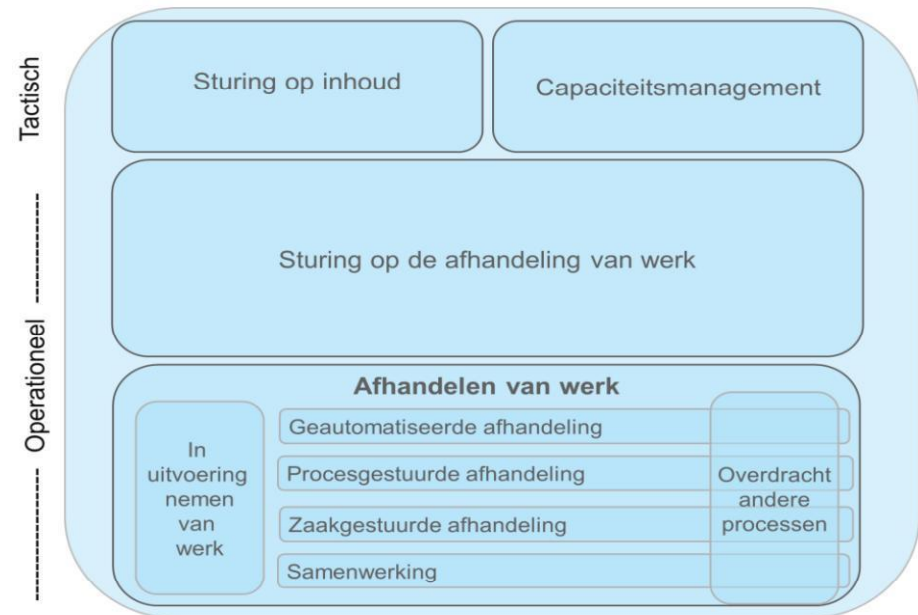 Tactisch
Operationeel
Sturing op inhoud
Capaciteitsmanagement
Sturing op de afhandeling van werk
Afhandelen van werk
In
uitvoering
nemen
van
werk
Geautomatiseerde afhandeling
Procesgestuurde afhandeling
Zaakgestuurde afhandeling
Samenwerking
Overdracht
andere
processen